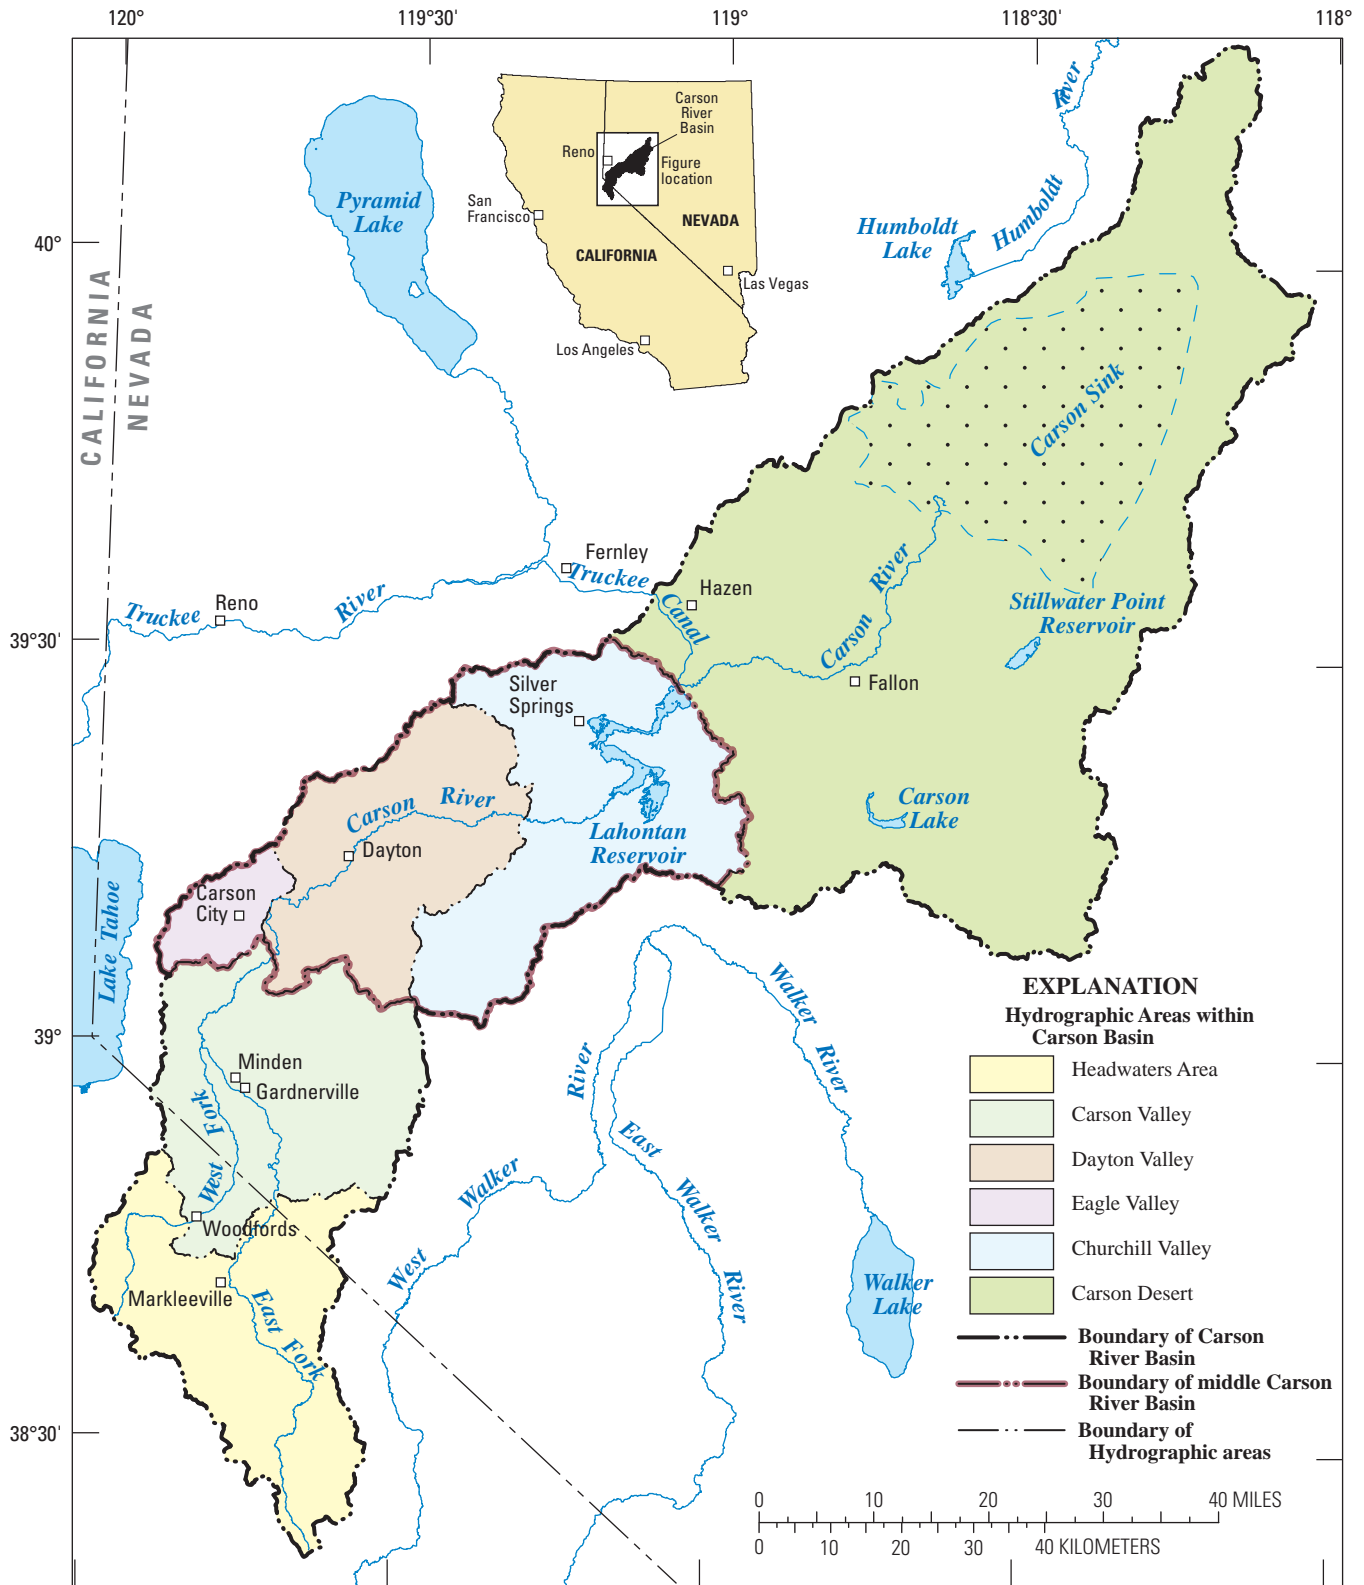 120°
119°30'
119°
118°30'
118°
40°
39°30'
39°
38°30'
CALIFORNIA
NEVADA
Carson
River
Basin
Reno
Figure
location
San
Francisco
NEVADA
CALIFORNIA
Las Vegas
Los Angeles
Pyramid
Lake
Humboldt
River
Humboldt
Lake
Carson Sink
Fernley
Truckee
Canal
Hazen
Carson
River
Stillwater Point
Reservoir
Truckee
Reno
River
Fallon
Silver
Springs
Carson
River
Dayton
Lahontan
Reservoir
Carson
Lake
Carson
City
Lake Tahoe
Minden
Gardnerville
West
Fork
Woodfords
Markleeville
East
Fork
West
Walker
River
East
Walker
River
Walker
River
Walker
Lake
EXPLANATION
Hydrographic Areas within
Carson Basin
Headwaters Area
Carson Valley
Dayton Valley
Eagle Valley
Churchill Valley
Carson Desert
Boundary of Carson
River Basin
Boundary of middle Carson
River Basin
Boundary of
Hydrographic areas
0 10 20 30 40 MILES
0 10 20 30 40 KILOMETERS